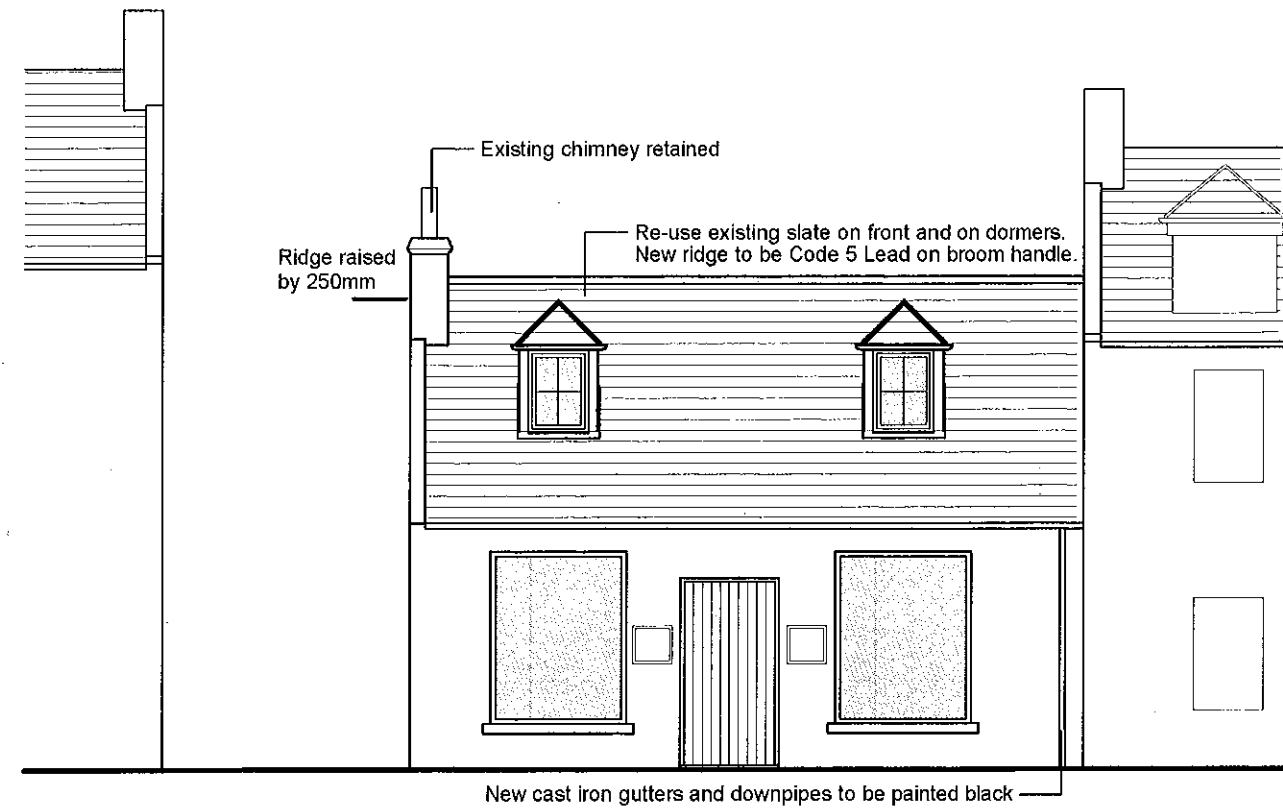 Existing chimney retained
Re-use existing slate on front and on dormers.
New ridge to be Code 5 Lead on broom handle.
Ridge raised
by 250mm
New cast iron gutters and downpipes to be painted black